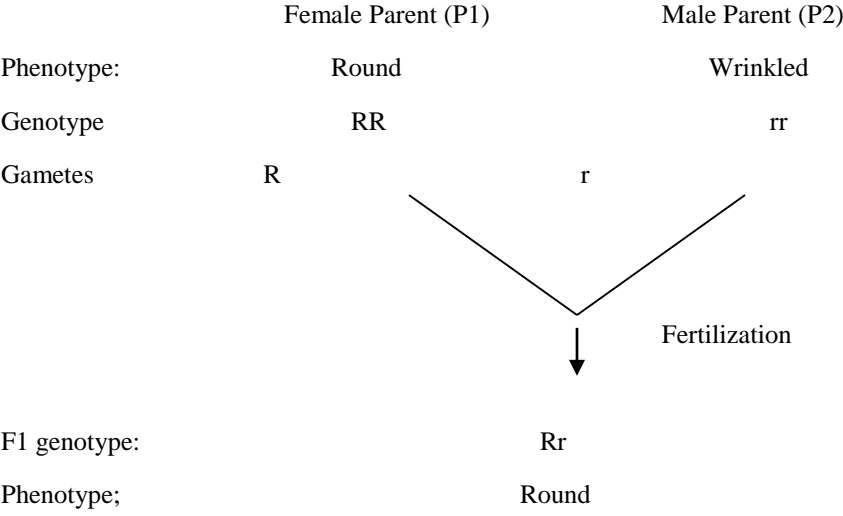 Female Parent (P1) Male Parent (P2)
Phenotype: Round Wrinkled
Genotype RR rr
Gametes R r
Fertilization
F1 genotype: Rr
Phenotype; Round